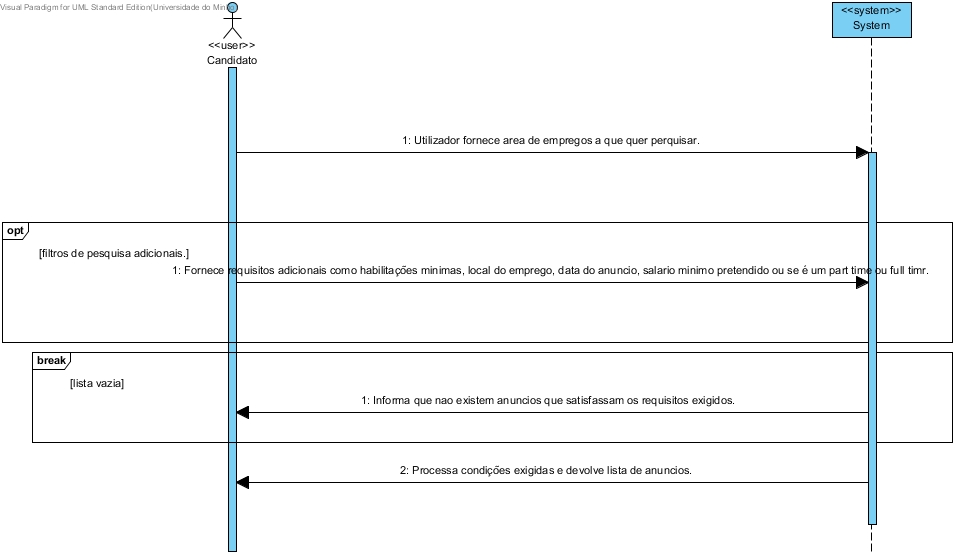 Visual Paradigm for UML Standard Edition(Universidade do Minho)
<<user>>
Candidato
<<system>>
System
1: Utilizador fornece area de empregos a que quer perquisar.
opt
[filtros de pesquisa adicionais.]
1: Fornece requisitos adicionais como habilitações minimas, local do emprego, data do anuncio, salario minimo pretendido ou se é um part time ou full timr.
break
[lista vazia]
1: Informa que nao existem anuncios que satisfassam os requisitos exigidos.
2: Processa condições exigidas e devolve lista de anuncios.